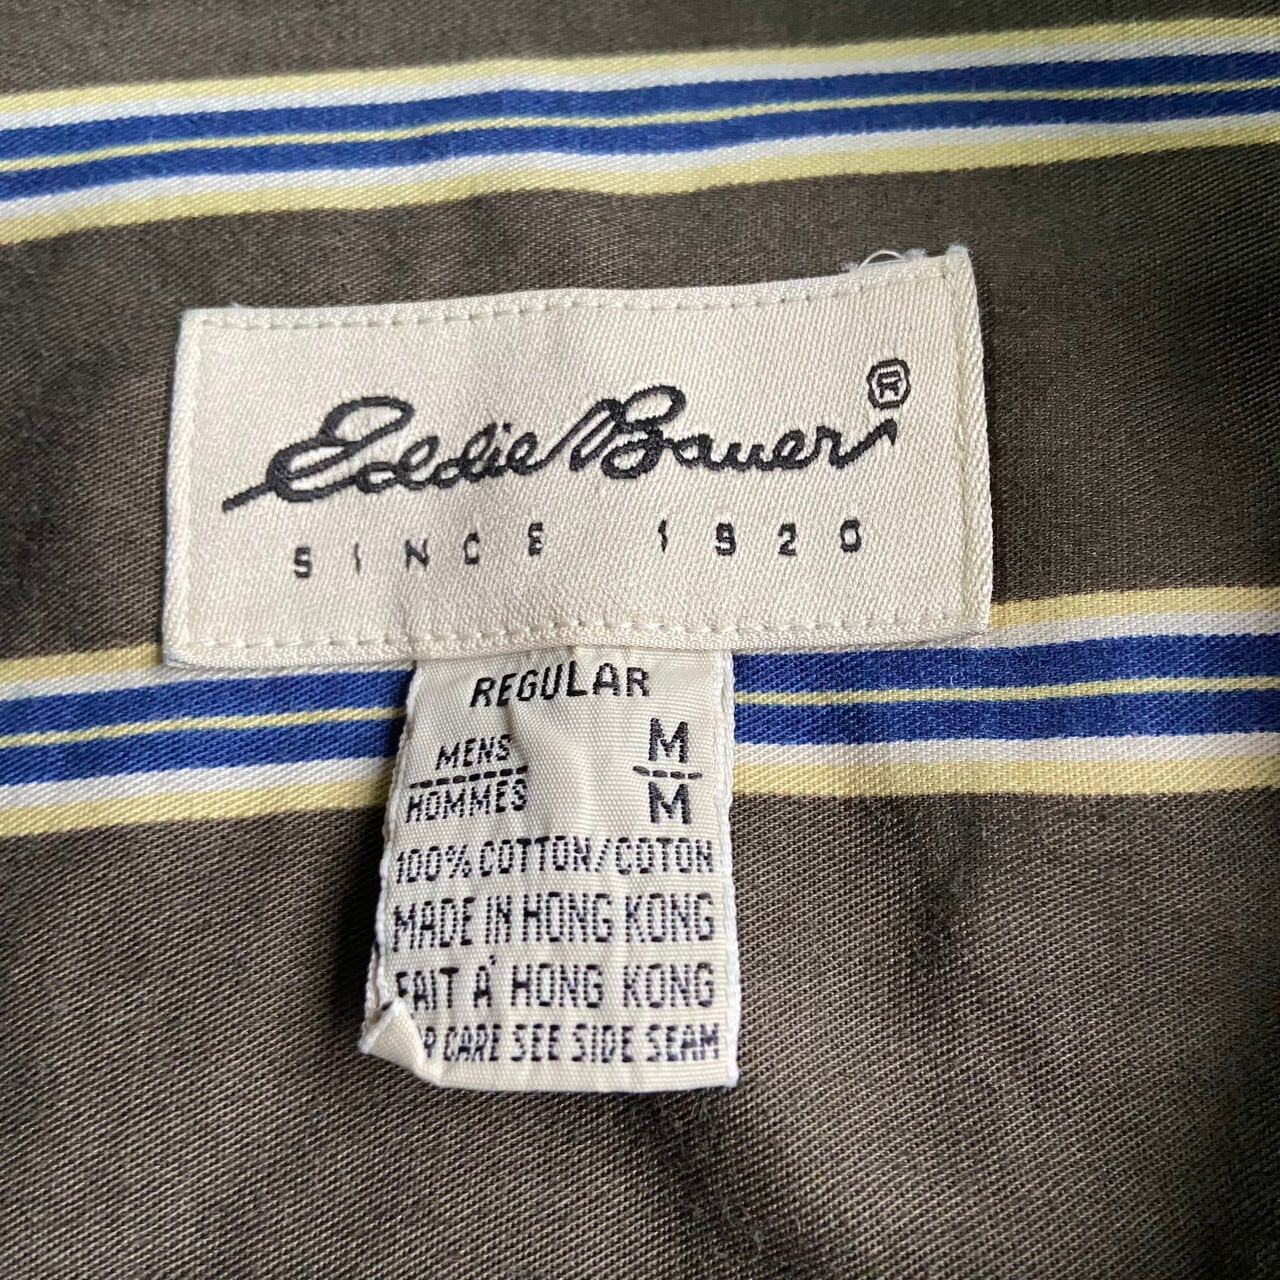 Eddie Bauer ®
SINCE 1920
REGULAR
MENS M
HOMMES M
100% COTTON/COTON
MADE IN HONG KONG
FAIT À HONG KONG
CARE SEE SIDE SEAM